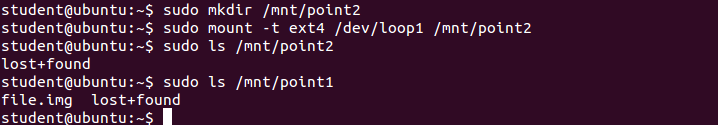 student@ubuntu:~$ sudo mkdir /mnt/point2
student@ubuntu:~$ sudo mount -t ext4 /dev/loop1 /mnt/point2
student@ubuntu:~$ sudo ls /mnt/point2
lost+found
student@ubuntu:~$ sudo ls /mnt/point1
file.img  lost+found
student@ubuntu:~$